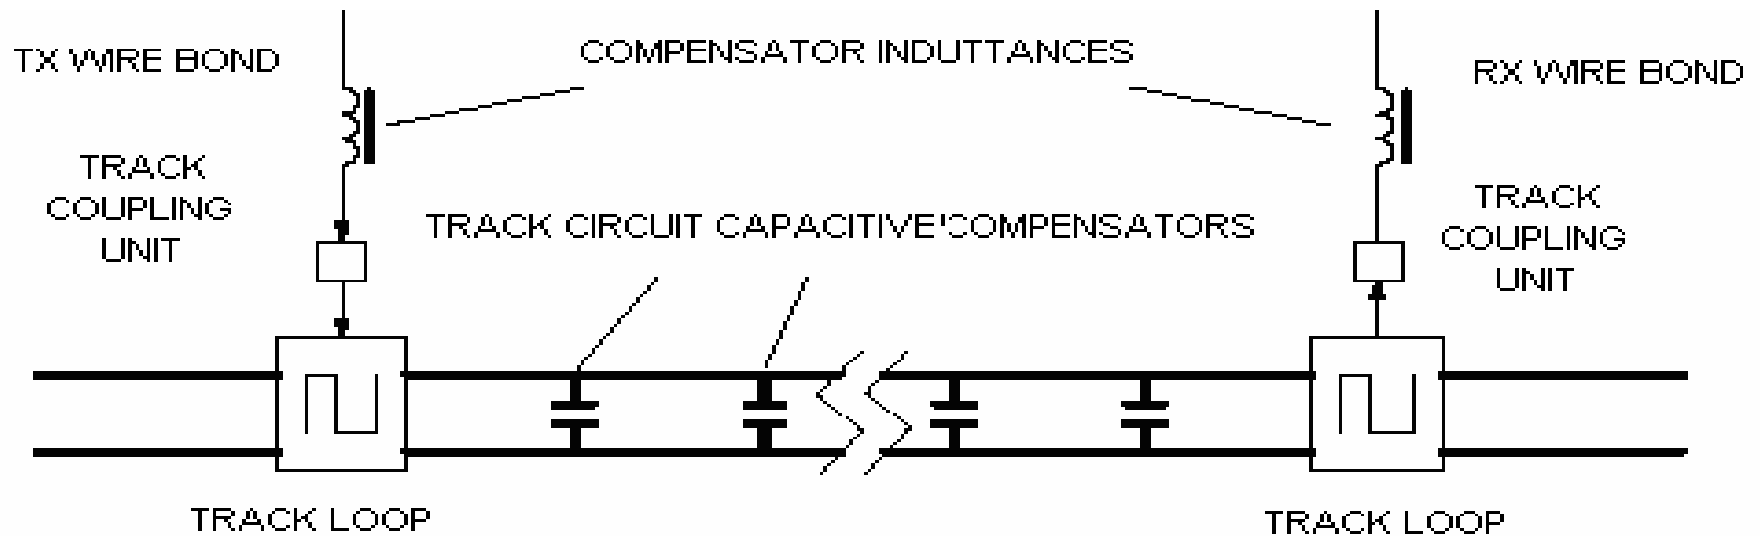 TX WIRE BOND
COMPENSATOR INDUTTANCES
RX WIRE BOND
TRACK
COUPLING
UNIT
TRACK CIRCUIT CAPACITIVE COMPENSATORS
TRACK
COUPLING
UNIT
TRACK LOOP
TRACK LOOP